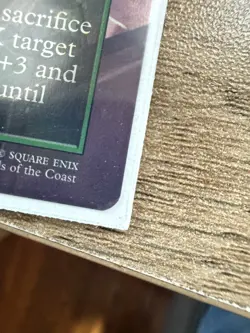 sacrifice
target
+3 and
until
© SQUARE ENIX
s of the Coast